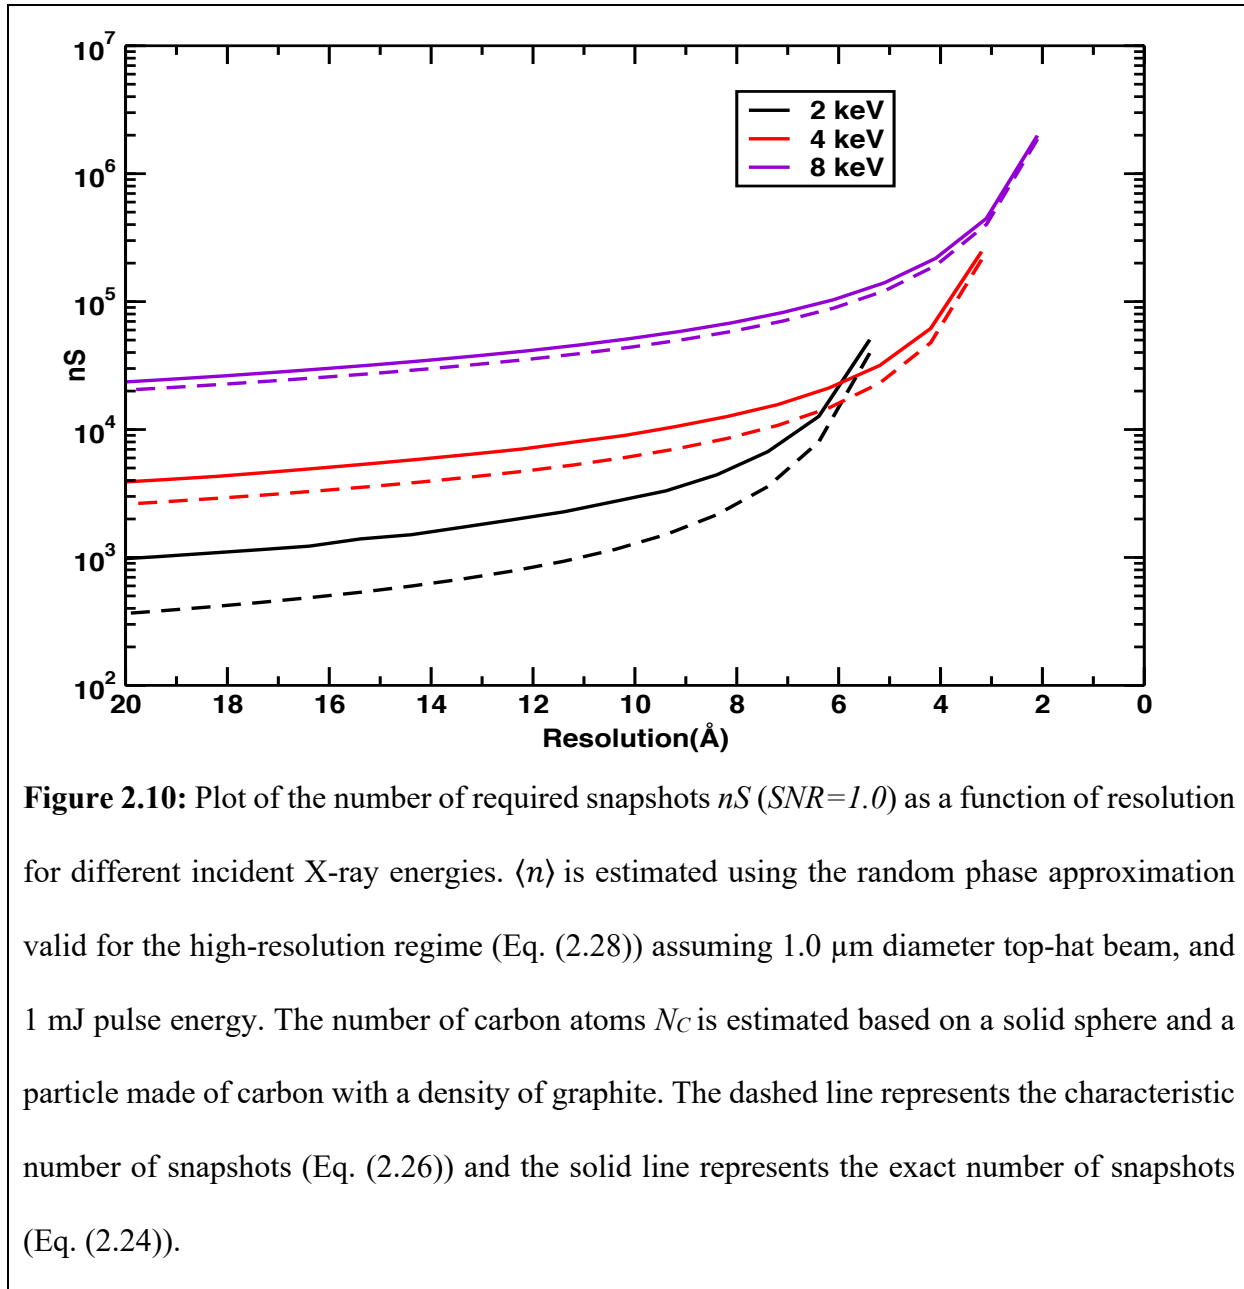 10^7
10^6
10^5
10^4
10^3
10^2
nS
2 keV
4 keV
8 keV
20 18 16 14 12 10 8 6 4 2 0
Resolution(Å)
Figure 2.10: Plot of the number of required snapshots nS (SNR=1.0) as a function of resolution
for different incident X-ray energies. ⟨n⟩ is estimated using the random phase approximation
valid for the high-resolution regime (Eq. (2.28)) assuming 1.0 µm diameter top-hat beam, and
1 mJ pulse energy. The number of carbon atoms N_C is estimated based on a solid sphere and a
particle made of carbon with a density of graphite. The dashed line represents the characteristic
number of snapshots (Eq. (2.26)) and the solid line represents the exact number of snapshots
(Eq. (2.24)).